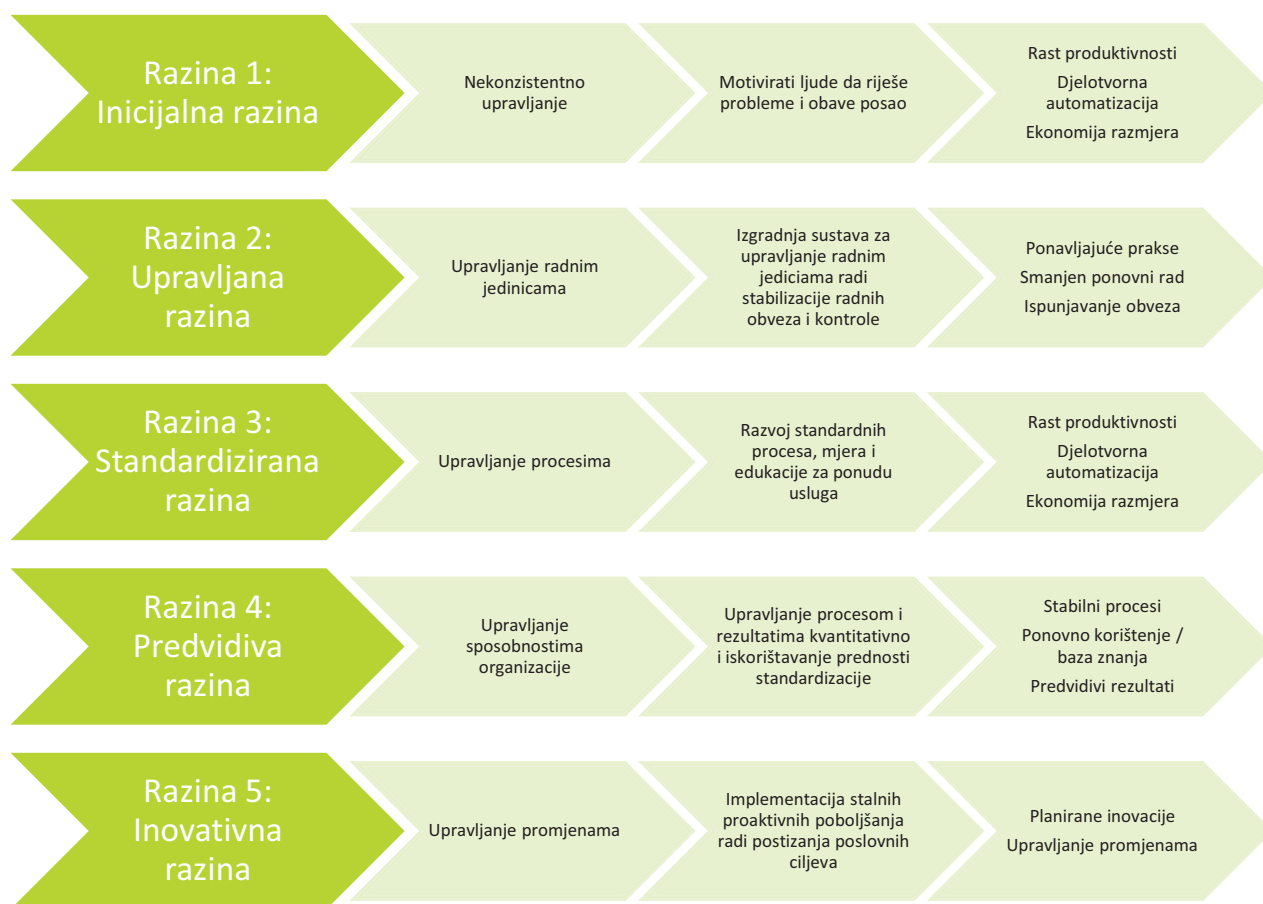 Razina 1:
Inicijalna razina
Nekonzistentno
upravljanje
Motivirati ljude da riješe
probleme i obave posao
Rast produktivnosti
Djelotvorna
automatizacija
Ekonomija razmjera
Razina 2:
Upravljana
razina
Upravljanje radnim
jedinicama
Izgradnja sustava za
upravljanje radnim
jediciama radi
stabilizacije radnih
obveza i kontrole
Ponavljajuće prakse
Smanjen ponovni rad
Ispunjavanje obveza
Razina 3:
Standardizirana
razina
Upravljanje procesima
Razvoj standardnih
procesa, mjera i
edukacije za ponudu
usluga
Rast produktivnosti
Djelotvorna
automatizacija
Ekonomija razmjera
Razina 4:
Predvidiva
razina
Upravljanje
sposobnostima
organizacije
Upravljanje procesom i
rezultatima kvantitativno
i iskorištavanje prednosti
standardizacije
Stabilni procesi
Ponovno korištenje /
baza znanja
Predvidivi rezultati
Razina 5:
Inovativna
razina
Upravljanje promjenama
Implementacija stalnih
proaktivnih poboljšanja
radi postizanja poslovnih
ciljeva
Planirane inovacije
Upravljanje promjenama